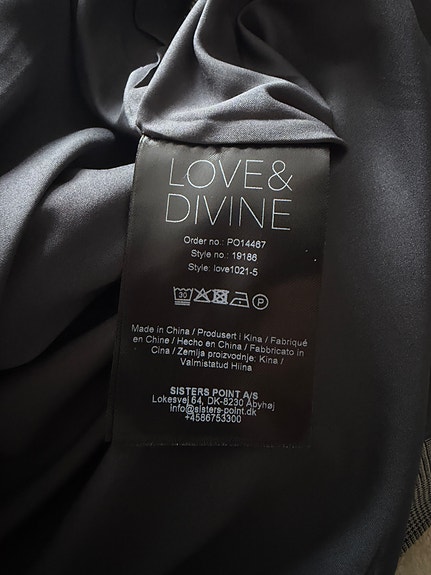 LOVE&
DIVINE
Order no.: PO14467
Style no.: 19186
Style: love1021-5
30 P
Made in China / Produsert i Kina / Fabriqué
en Chine / Hecho en China / Fabbricato in
Cina / Zemlja proizvodnje: Kina /
Valmistatud Hiina
SISTERS POINT A/S
Lokesvej 64, DK-8230 Åbyhøj
info@sisters-point.dk
+4586753300